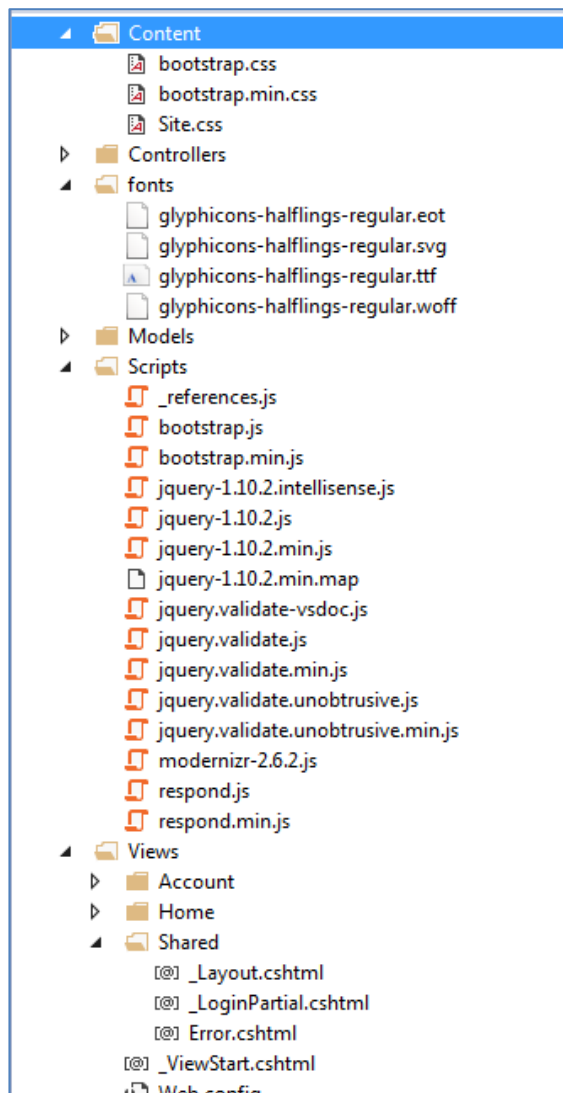 Content
bootstrap.css
bootstrap.min.css
Site.css
Controllers
fonts
glyphicons-halflings-regular.eot
glyphicons-halflings-regular.svg
glyphicons-halflings-regular.ttf
glyphicons-halflings-regular.woff
Models
Scripts
_references.js
bootstrap.js
bootstrap.min.js
jquery-1.10.2.intellisense.js
jquery-1.10.2.js
jquery-1.10.2.min.js
jquery-1.10.2.min.map
jquery.validate-vsdoc.js
jquery.validate.js
jquery.validate.min.js
jquery.validate.unobtrusive.js
jquery.validate.unobtrusive.min.js
modernizr-2.6.2.js
respond.js
respond.min.js
Views
Account
Home
Shared
_Layout.cshtml
_LoginPartial.cshtml
Error.cshtml
_ViewStart.cshtml
Web.config